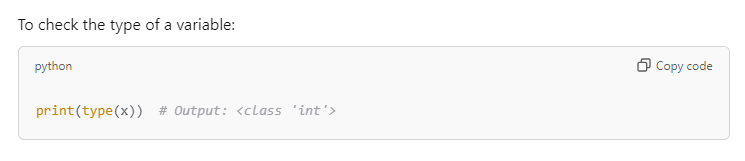 To check the type of a variable:
python Copy code
print(type(x))  # Output: <class 'int'>